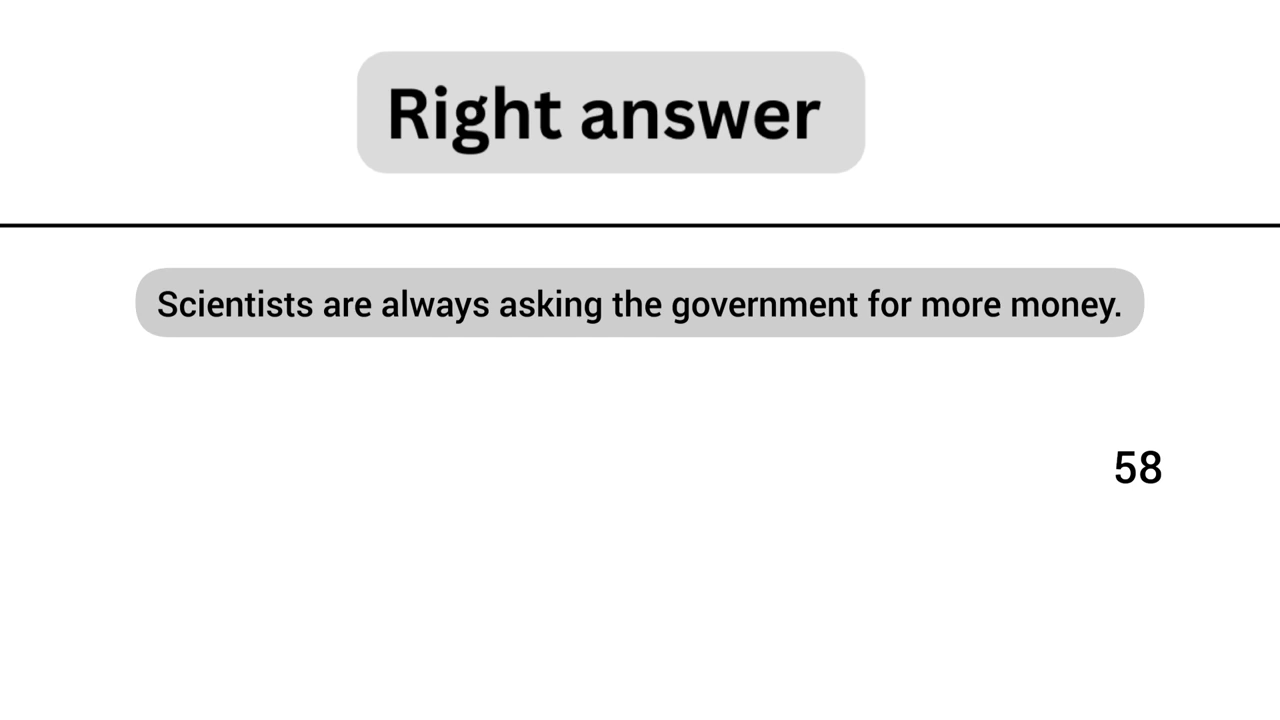 Right answer
Scientists are always asking the government for more money.
58